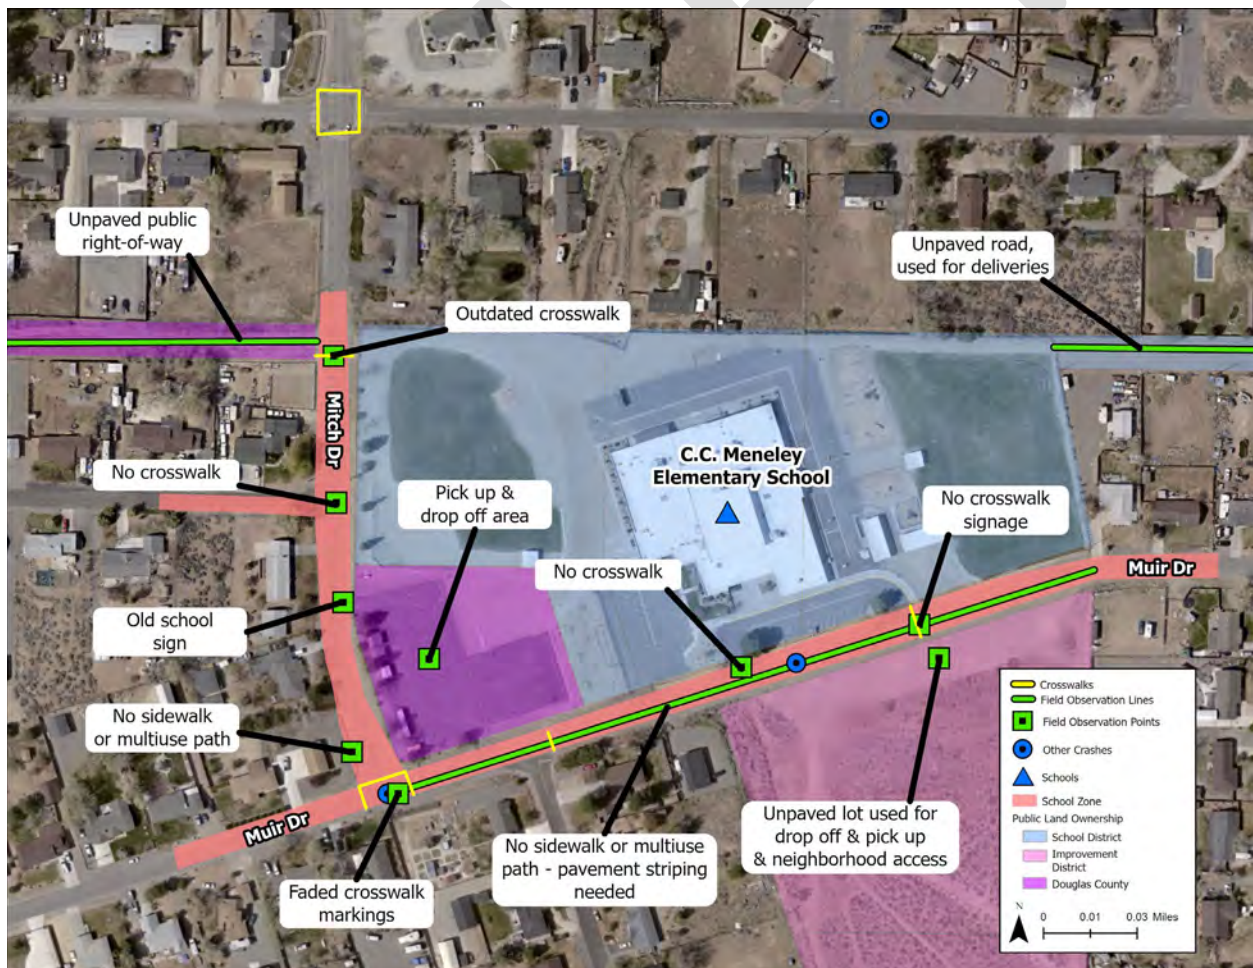 Unpaved public
right-of-way
Unpaved road,
used for deliveries
Outdated crosswalk
Mitch Dr
No crosswalk
Pick up &
drop off area
C.C. Meneley
Elementary School
No crosswalk
signage
No crosswalk
Muir Dr
Old school
sign
No sidewalk
or multiuse path
Muir Dr
Faded crosswalk
markings
No sidewalk or multiuse
path - pavement striping
needed
Unpaved lot used for
drop off & pick up
& neighborhood access
Crosswalks
Field Observation Lines
Field Observation Points
Other Crashes
Schools
School Zone
Public Land Ownership
School District
Improvement
District
Douglas County
N
0 0.01 0.03 Miles